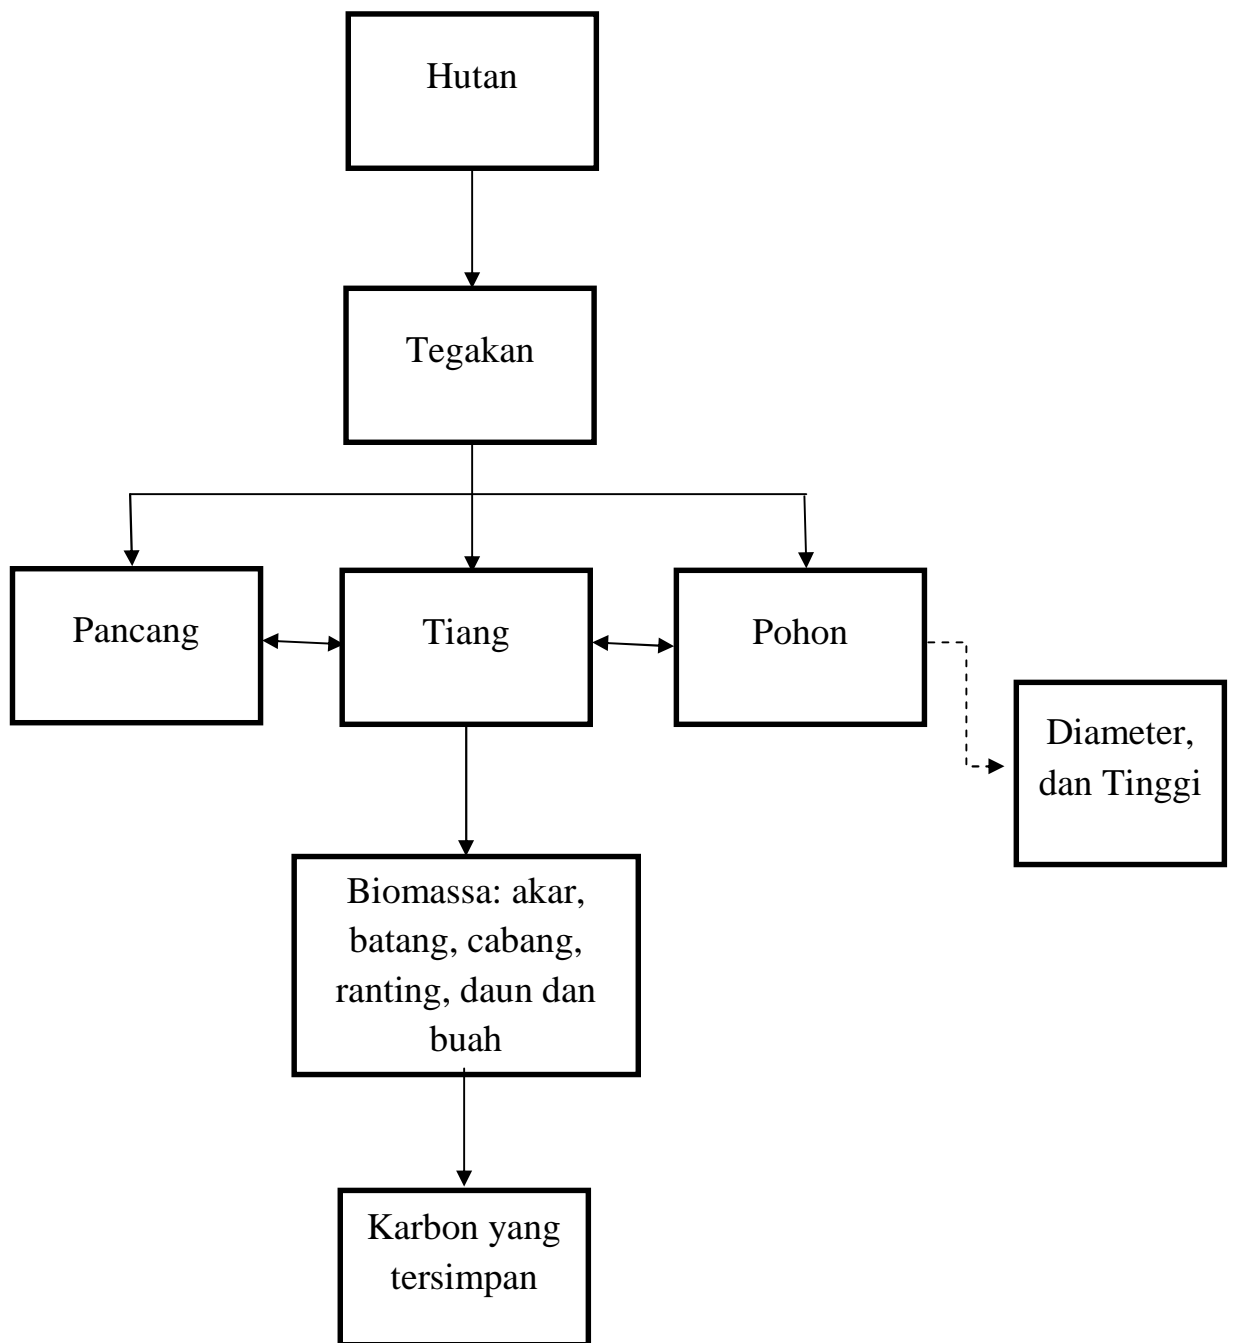 Hutan
Tegakan
Pancang
Tiang
Pohon
Diameter,
dan Tinggi
Biomassa: akar,
batang, cabang,
ranting, daun dan
buah
Karbon yang
tersimpan